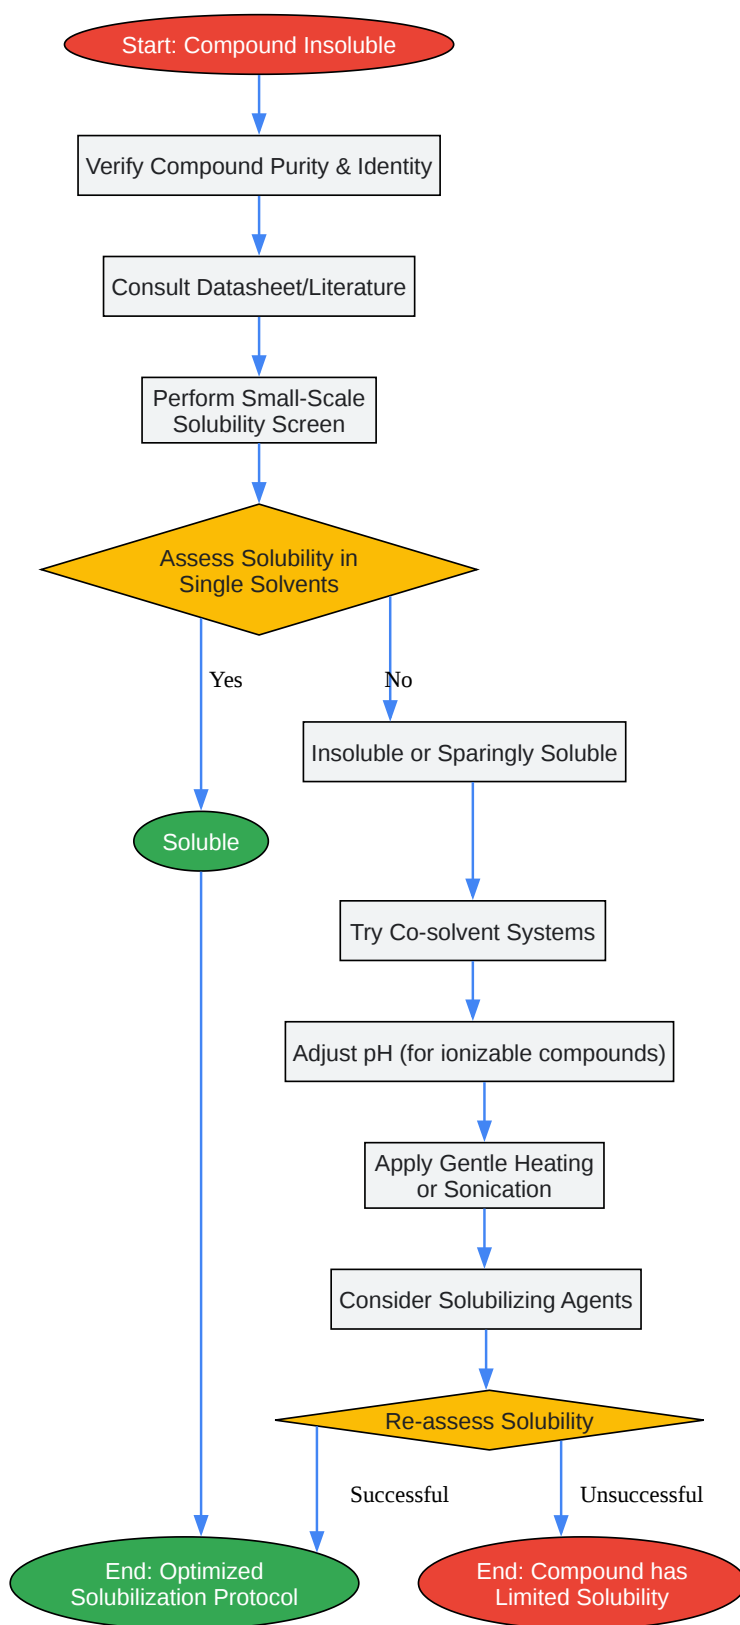 Start: Compound Insoluble
Verify Compound Purity & Identity
Consult Datasheet/Literature
Perform Small-Scale
Solubility Screen
Assess Solubility in
Single Solvents
Yes
No
Insoluble or Sparingly Soluble
Soluble
Try Co-solvent Systems
Adjust pH (for ionizable compounds)
Apply Gentle Heating
or Sonication
Consider Solubilizing Agents
Re-assess Solubility
Successful
Unsuccessful
End: Optimized
Solubilization Protocol
End: Compound has
Limited Solubility